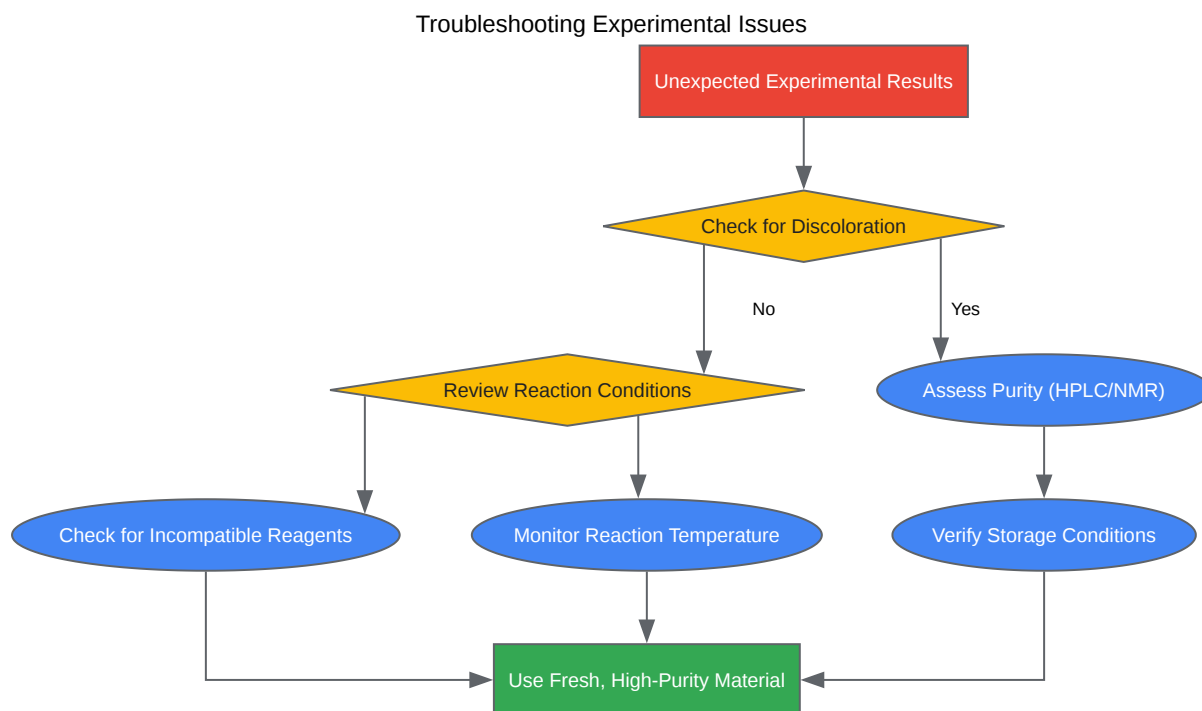 Troubleshooting Experimental Issues
Unexpected Experimental Results
Check for Discoloration
No
Yes
Review Reaction Conditions
Assess Purity (HPLC/NMR)
Check for Incompatible Reagents
Monitor Reaction Temperature
Verify Storage Conditions
Use Fresh, High-Purity Material